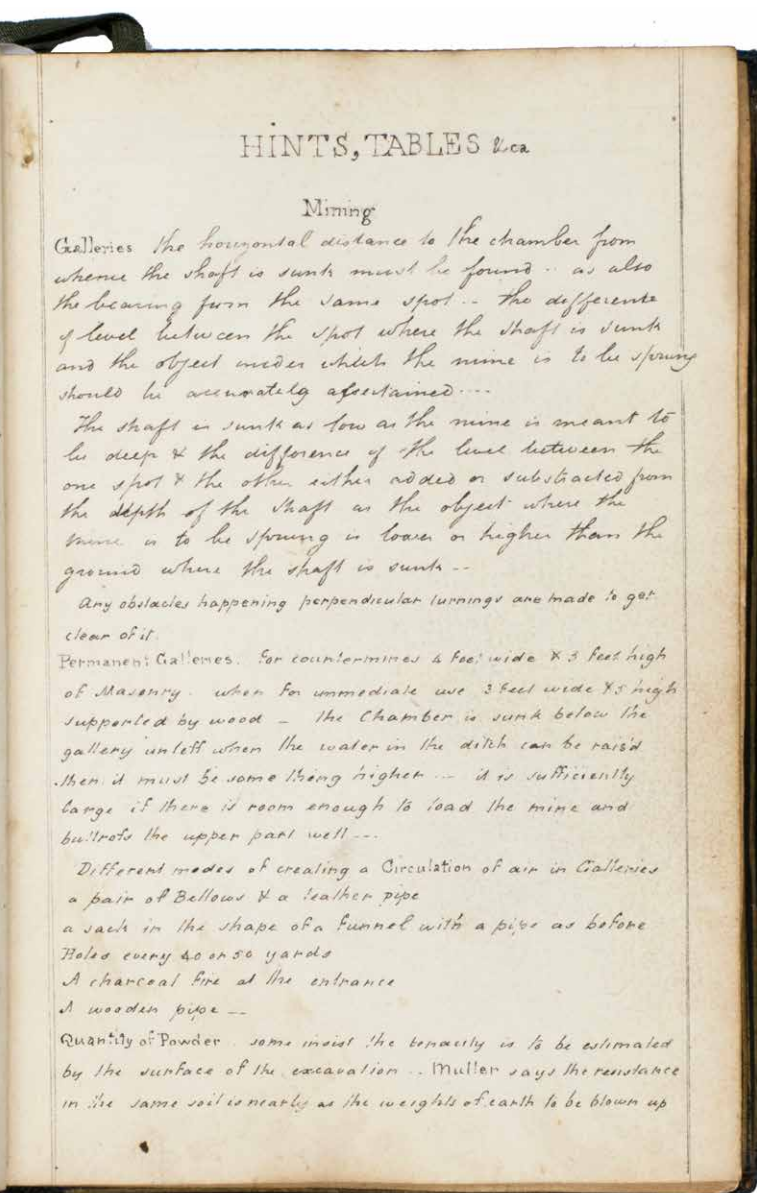 HINTS, TABLES &ca
Mining
Galleries the horizontal distance to the chamber from
whence the shaft is sunk must be found .. as also
the bearing from the same spot .. the difference
of level between the spot where the shaft is sunk
and the object under which the mine is to be sprung
should be accurately assertained ...
The shaft is sunk as low as the mine is meant to
be deep & the difference of the level between the
one spot & the other either added or substracted from
the depth of the shaft as the object where the
mine is to be sprung is lower or higher than the
ground where the shaft is sunk --
Any obstacles happening perpendicular turnings are made to get
clear of it.
Permanent Galleries. for countermines 4 feet wide & 5 feet high
of Masonry. when for immediate use 3 feet wide & 5 high
supported by wood – the Chamber is sunk below the
gallery unless when the water in the ditch can be rais'd
then it must be some thing higher ... it is sufficiently
large if there is room enough to load the mine and
buttress the upper part well ...
Different modes of creating a Circulation of air in Galleries
a pair of Bellows & a leather pipe
a sack in the shape of a funnel with a pipe as before
Holes every 40 or 50 yards
A charcoal fire at the entrance
A wooden pipe --
Quantity of Powder. some insist the tenacity is to be estimated
by the surface of the excavation .. Muller says the resistance
in the same soil is nearly as the weights of earth to be blown up